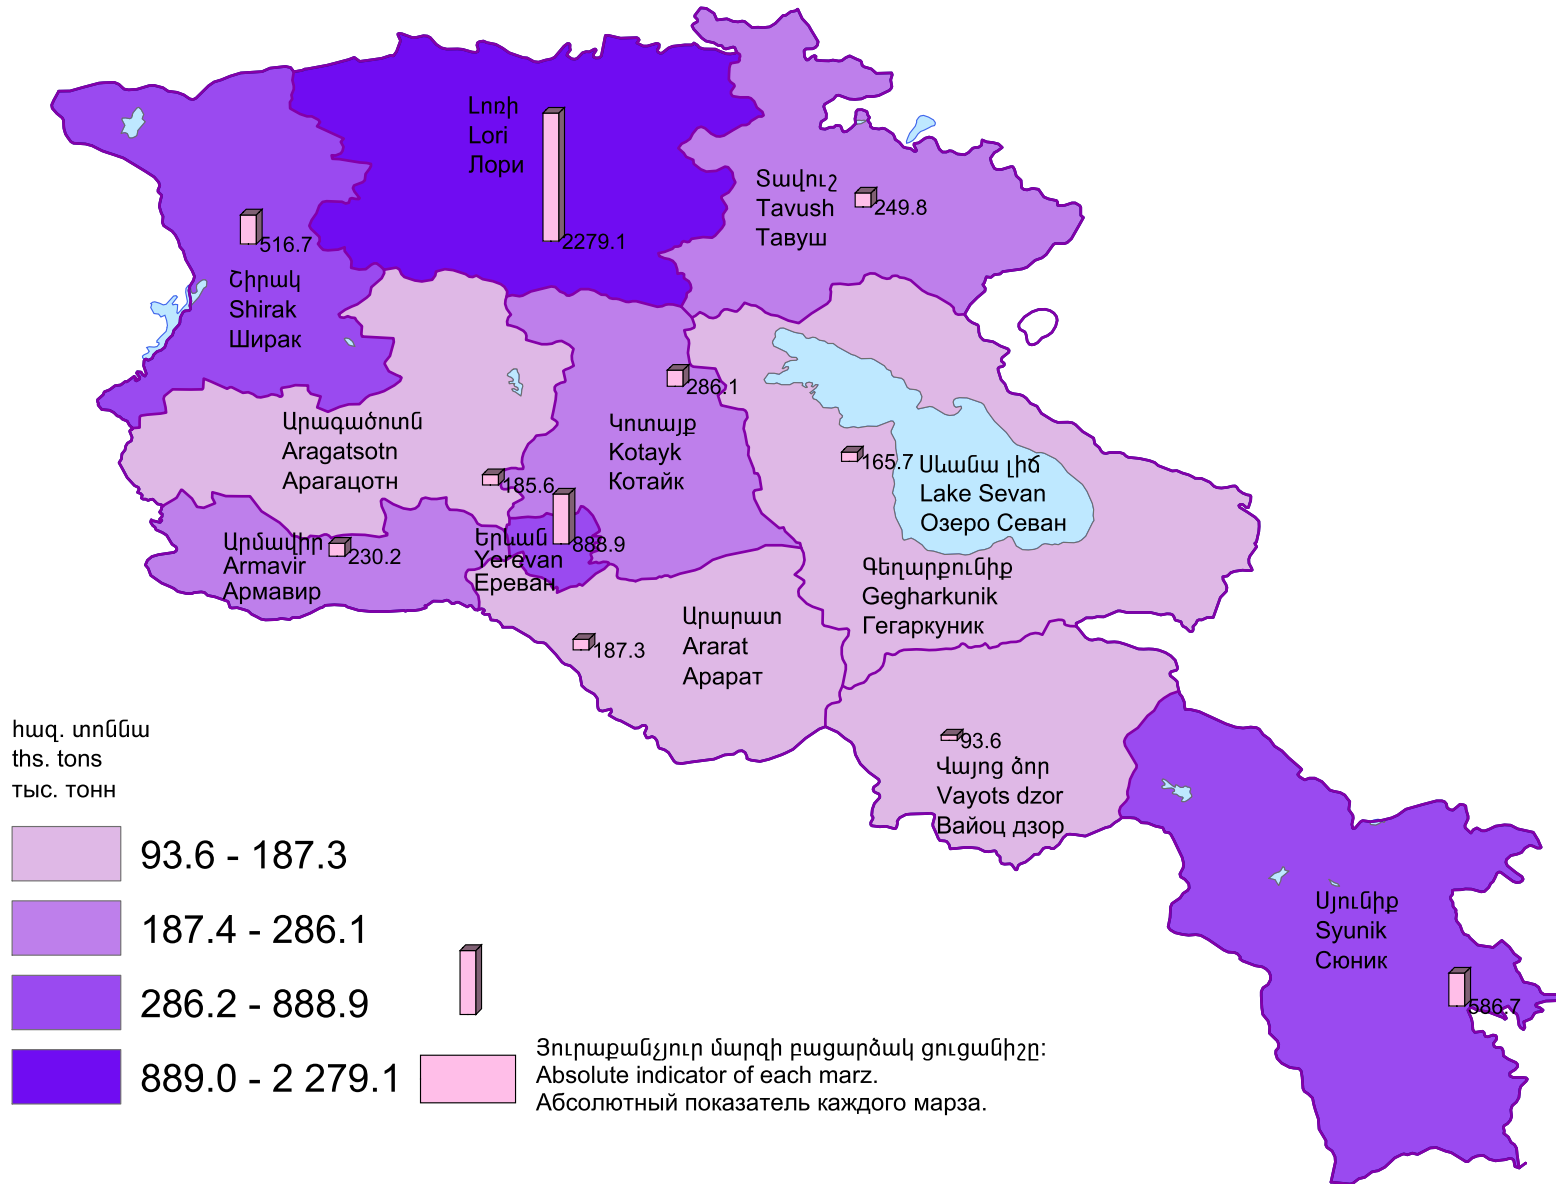 Լոռի
Lori
Лори
2279.1
Տավուշ
Tavush
Тавуш
249.8
516.7
Շիրակ
Shirak
Ширак
286.1
Արագածոտն
Aragatsotn
Арагацотн
185.6
Կոտայք
Kotayk
Котайк
165.7
Սևանա լիճ
Lake Sevan
Озеро Севан
Արմավիր
Armavir
Армавир
230.2
Երևան
Yerevan
Ереван
888.9
Գեղարքունիք
Gegharkunik
Гегаркуник
187.3
Արարատ
Ararat
Арарат
93.6
Վայոց ձոր
Vayots dzor
Вайоц дзор
Սյունիք
Syunik
Сюник
586.7
հազ. տոննա
ths. tons
тыс. тонн
93.6 - 187.3
187.4 - 286.1
286.2 - 888.9
889.0 - 2 279.1
Յուրաքանչյուր մարզի բացարձակ ցուցանիշը:
Absolute indicator of each marz.
Абсолютный показатель каждого марза.